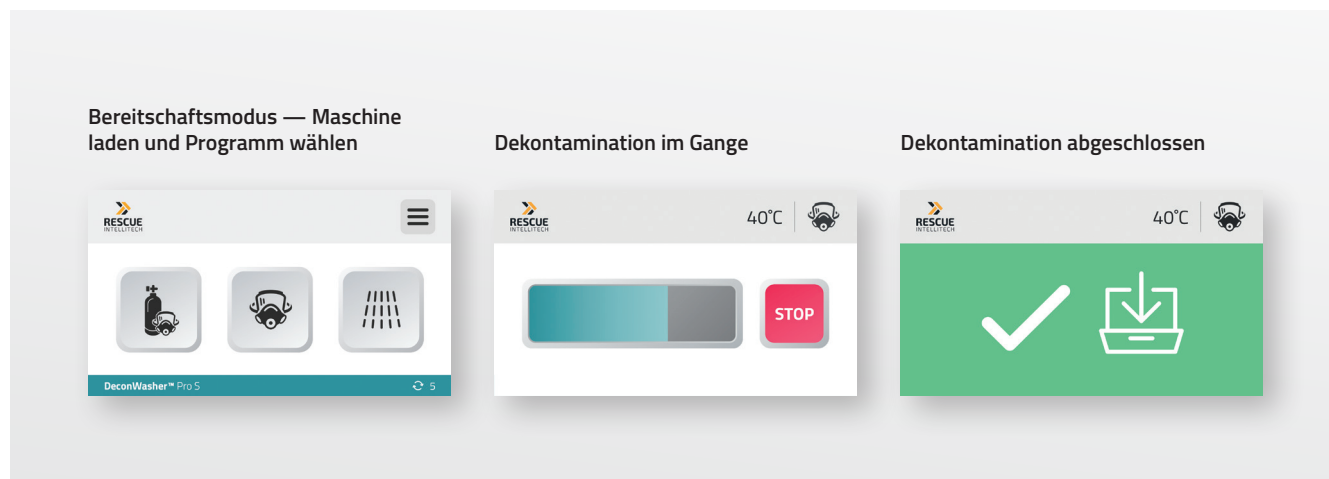 Bereitschaftsmodus — Maschine
laden und Programm wählen
Dekontamination im Gange
Dekontamination abgeschlossen
RESCUE
INTELLITECH
RESCUE
INTELLITECH
40°C
RESCUE
INTELLITECH
40°C
STOP
DeconWasher™ Pro S
5